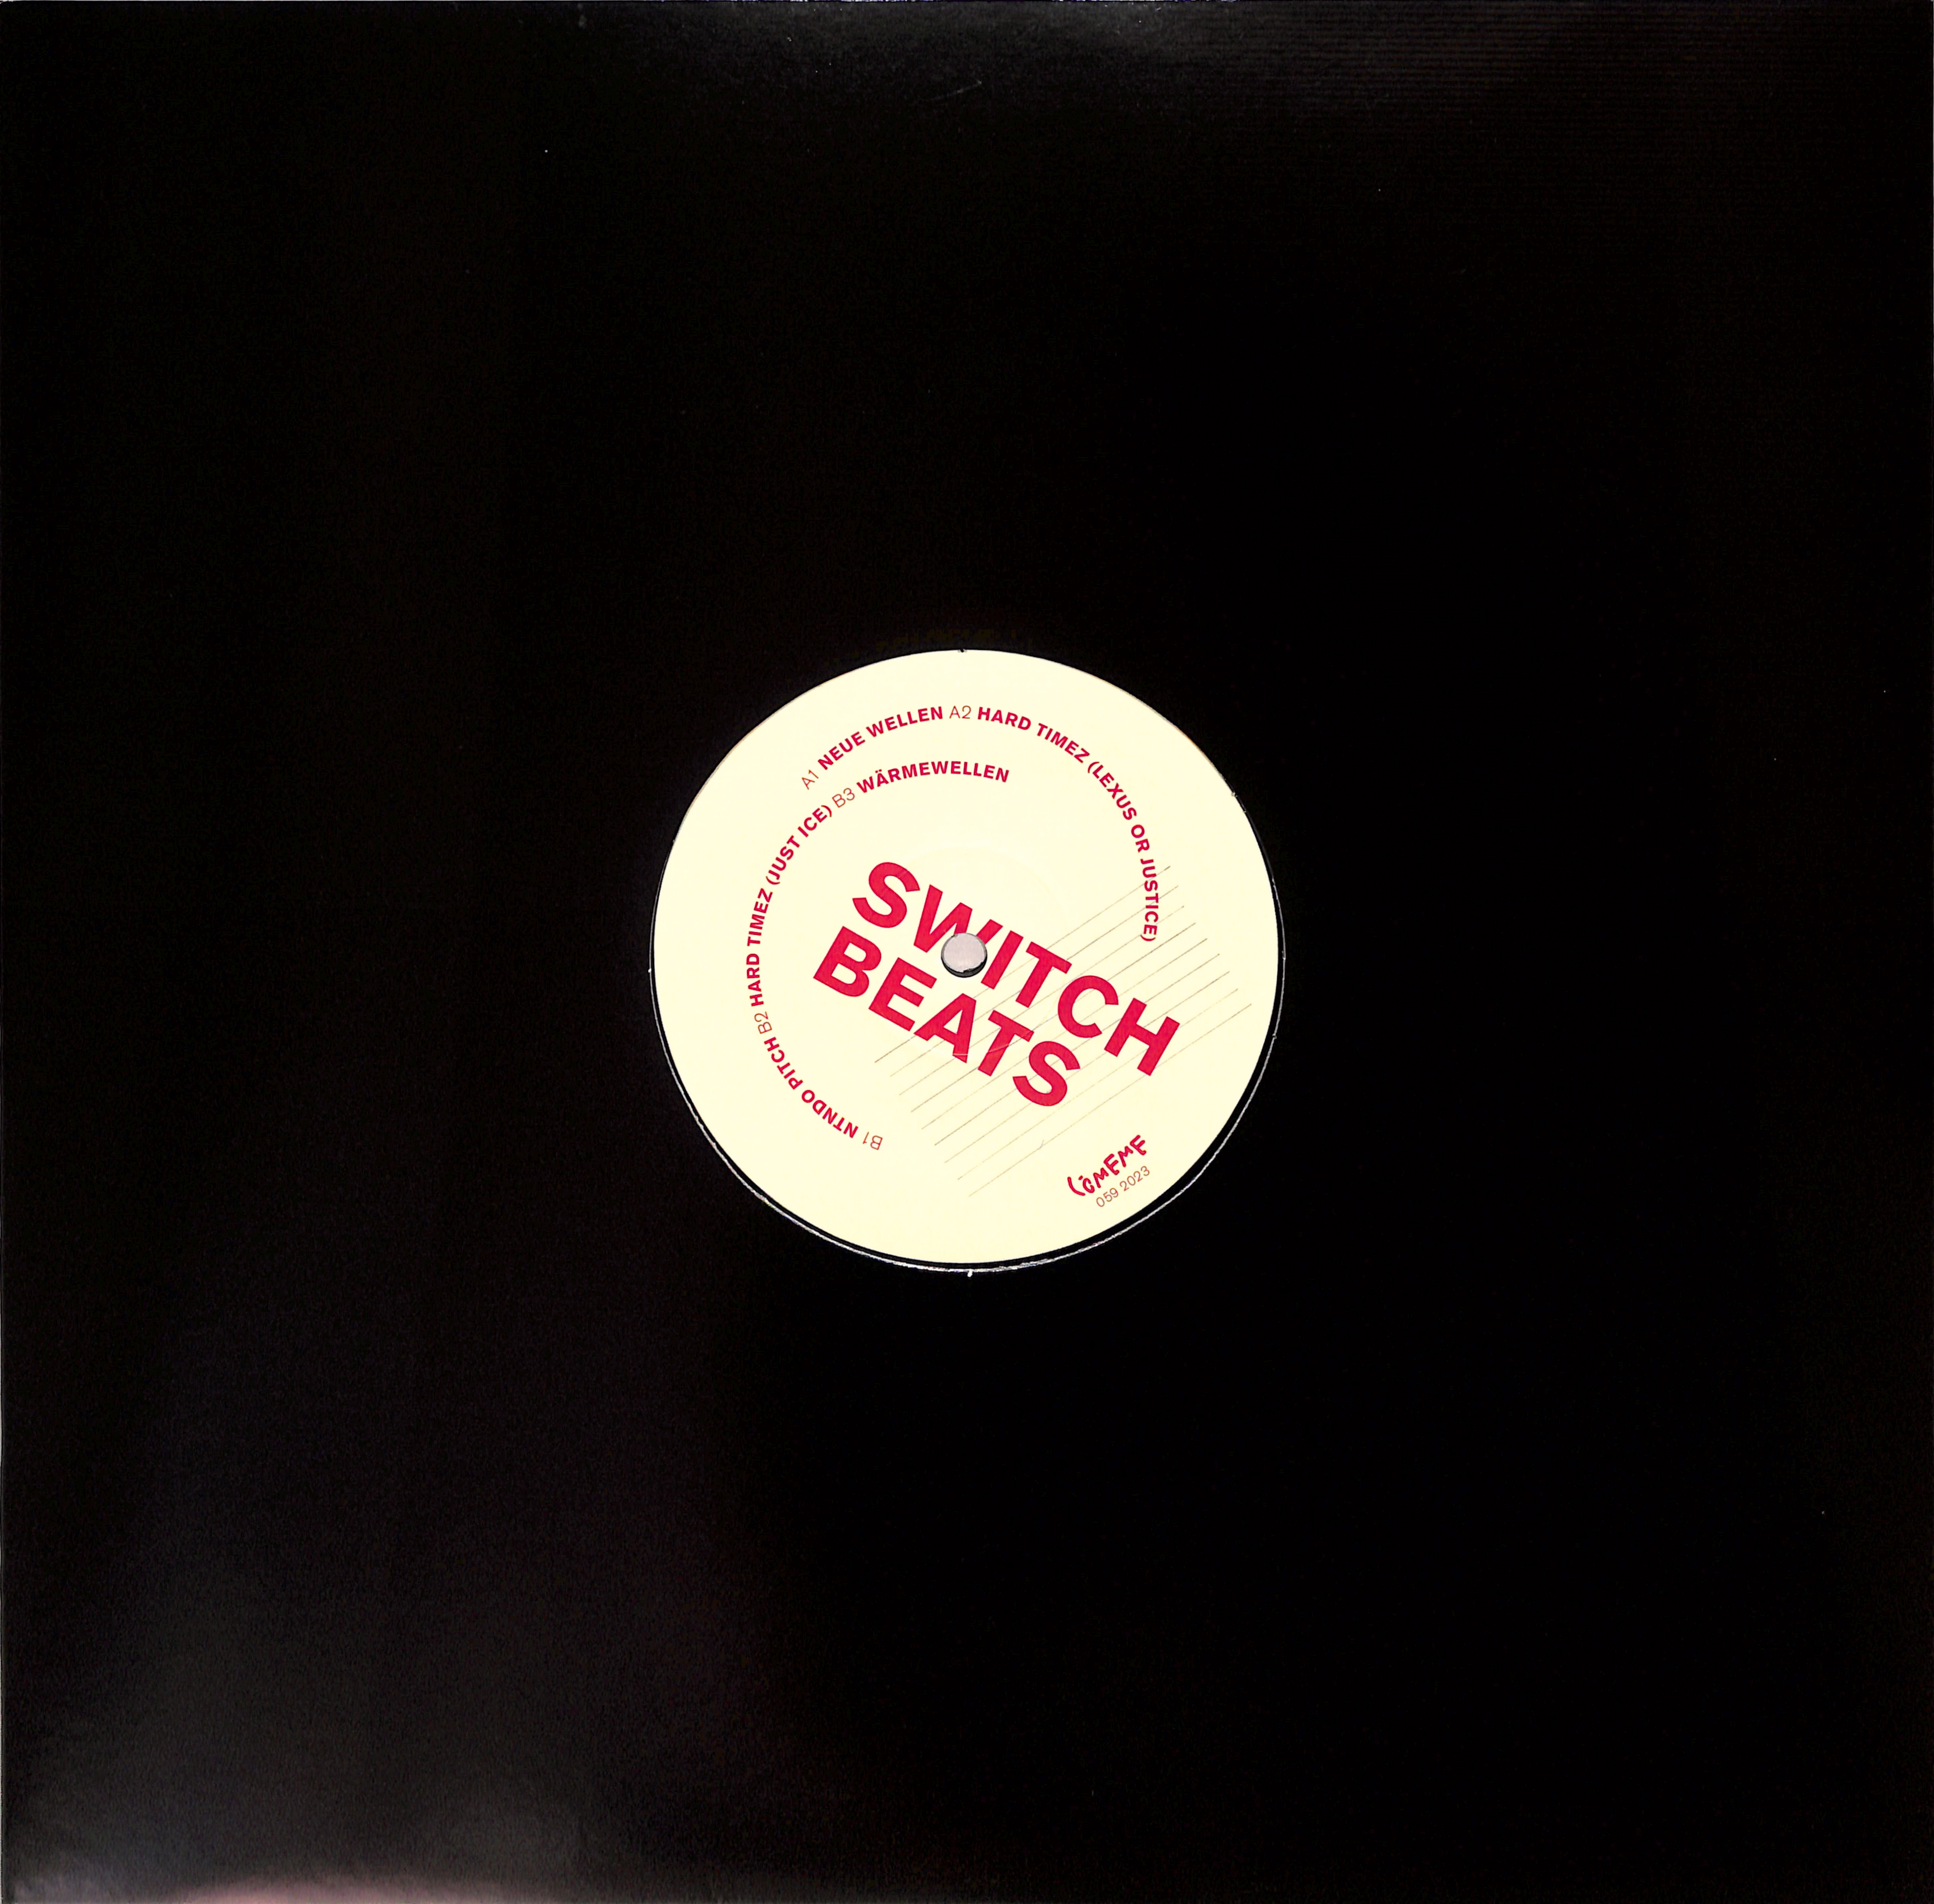 A1 NEUE WELLEN A2 HARD TIMEZ (LEXUS OR JUSTICE)
B1 NTNDO PITCH B2 HARD TIMEZ (JUST ICE) B3 WÄRMEWELLEN
SWITCH
BEATS
CÓMEME
059 2023